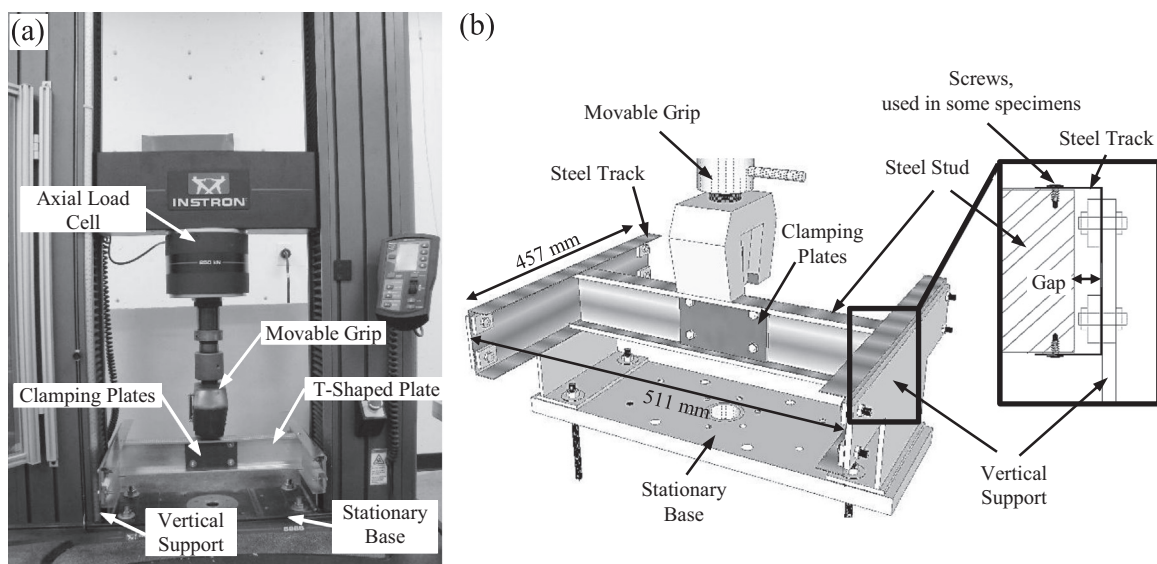 (a)
Axial Load
Cell
INSTRON
250 kN
Movable Grip
Clamping Plates
T-Shaped Plate
Vertical
Support
Stationary
Base
(b)
Movable Grip
Steel Track
457 mm
Clamping
Plates
511 mm
Stationary
Base
Screws,
used in some specimens
Steel Track
Steel Stud
Gap
Vertical
Support